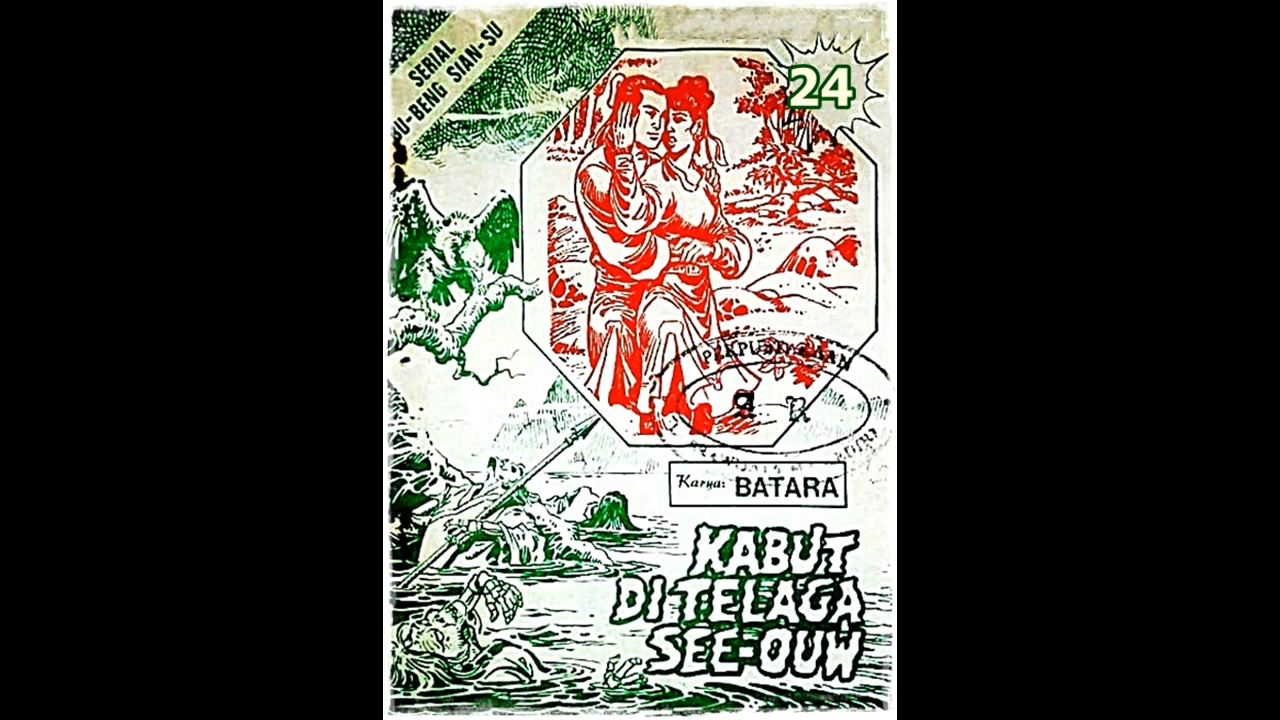 SERIAL
BU-BENG SIAN-SU
24
Karya: BATARA
KABUT
DI TELAGA
SEE-OUW